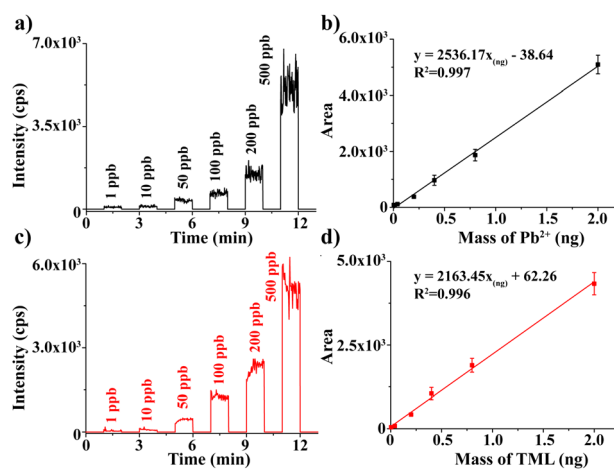 a)
7.0x10³
3.5x10³
0
Intensity (cps)
1 ppb
10 ppb
50 ppb
100 ppb
200 ppb
500 ppb
0 3 6 9 12
Time (min)
b)
6.0x10³
4.0x10³
2.0x10³
0
Area
y = 2536.17x(ng) - 38.64
R²=0.997
0.0 0.5 1.0 1.5 2.0
Mass of Pb²⁺ (ng)
c)
6.0x10³
3.0x10³
0
Intensity (cps)
1 ppb
10 ppb
50 ppb
100 ppb
200 ppb
500 ppb
0 3 6 9 12
Time (min)
d)
5.0x10³
2.5x10³
0
Area
y = 2163.45x(ng) + 62.26
R²=0.996
0.0 0.5 1.0 1.5 2.0
Mass of TML (ng)